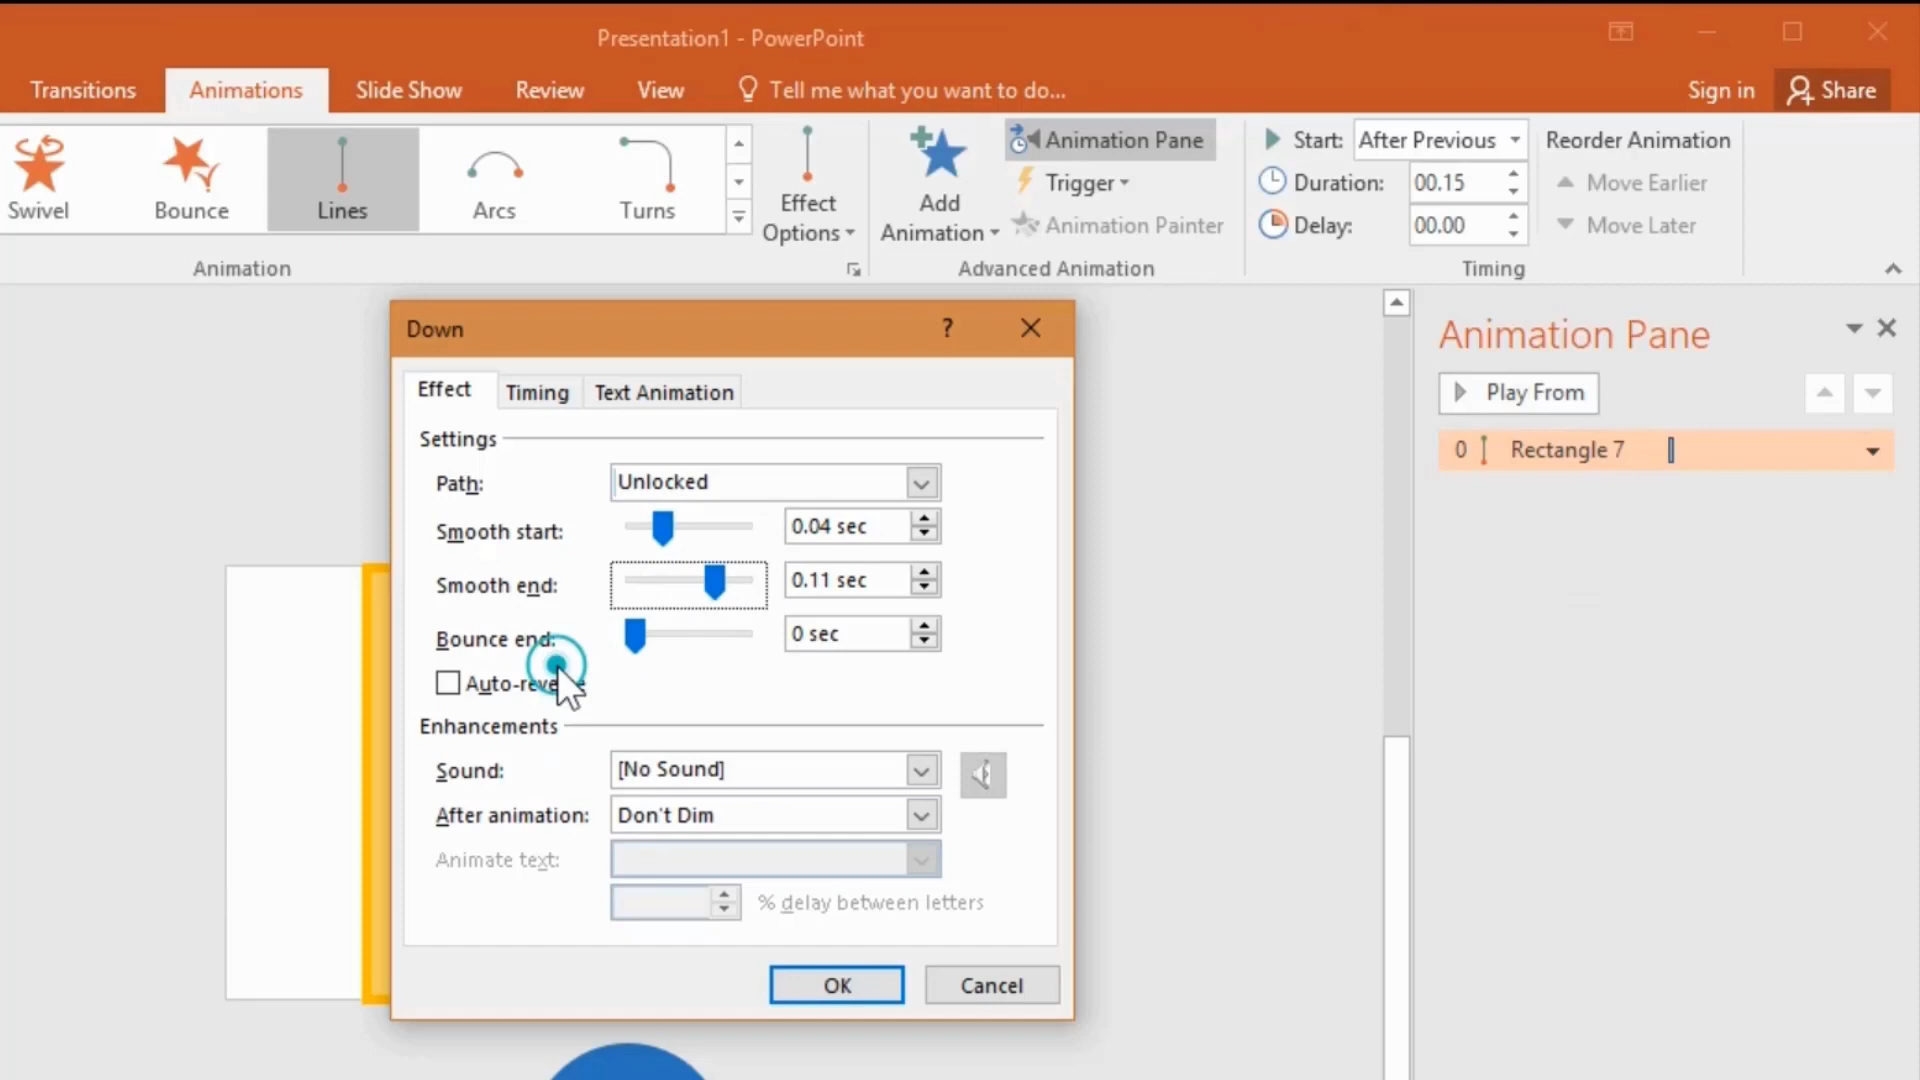 Presentation1 - PowerPoint
Transitions Animations Slide Show Review View Tell me what you want to do... Sign in Share
Swivel Bounce Lines Arcs Turns
Effect Options
Add Animation
Animation Pane
Trigger
Animation Painter
Start: After Previous
Duration: 00.15
Delay: 00.00
Reorder Animation
Move Earlier
Move Later
Animation Advanced Animation Timing
Down ?
Effect Timing Text Animation
Settings
Path: Unlocked
Smooth start: 0.04 sec
Smooth end: 0.11 sec
Bounce end: 0 sec
Auto-reverse
Enhancements
Sound: [No Sound]
After animation: Don't Dim
Animate text:
% delay between letters
OK Cancel
Animation Pane
Play From
0 Rectangle 7